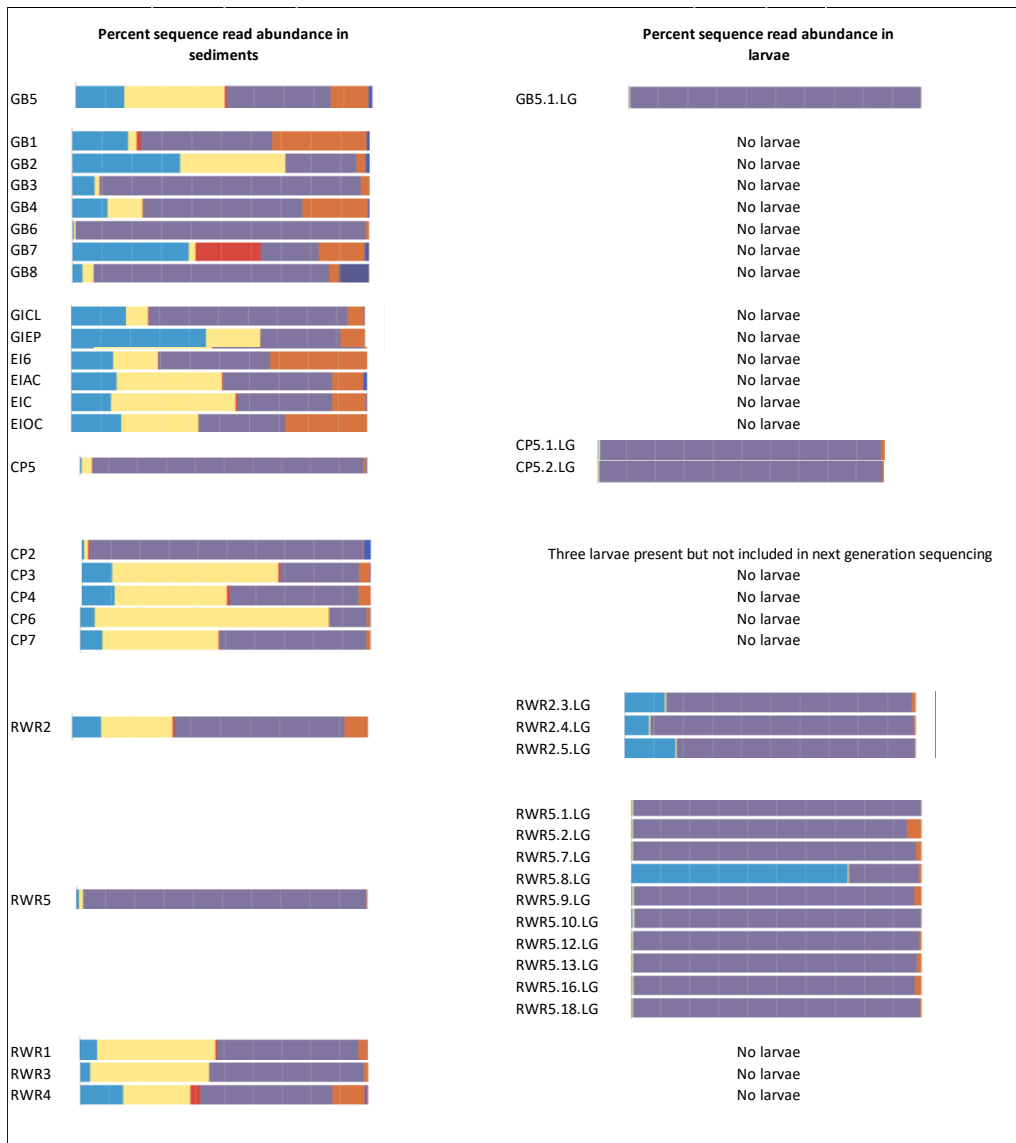 Percent sequence read abundance in
sediments
Percent sequence read abundance in
larvae
GB5
GB5.1.LG
GB1
No larvae
GB2
No larvae
GB3
No larvae
GB4
No larvae
GB6
No larvae
GB7
No larvae
GB8
No larvae
GICL
No larvae
GIEP
No larvae
EI6
No larvae
EIAC
No larvae
EIC
No larvae
EIOC
No larvae
CP5.1.LG
CP5
CP5.2.LG
CP2
Three larvae present but not included in next generation sequencing
CP3
No larvae
CP4
No larvae
CP6
No larvae
CP7
No larvae
RWR2.3.LG
RWR2
RWR2.4.LG
RWR2.5.LG
RWR5.1.LG
RWR5.2.LG
RWR5.7.LG
RWR5.8.LG
RWR5
RWR5.9.LG
RWR5.10.LG
RWR5.12.LG
RWR5.13.LG
RWR5.16.LG
RWR5.18.LG
RWR1
No larvae
RWR3
No larvae
RWR4
No larvae